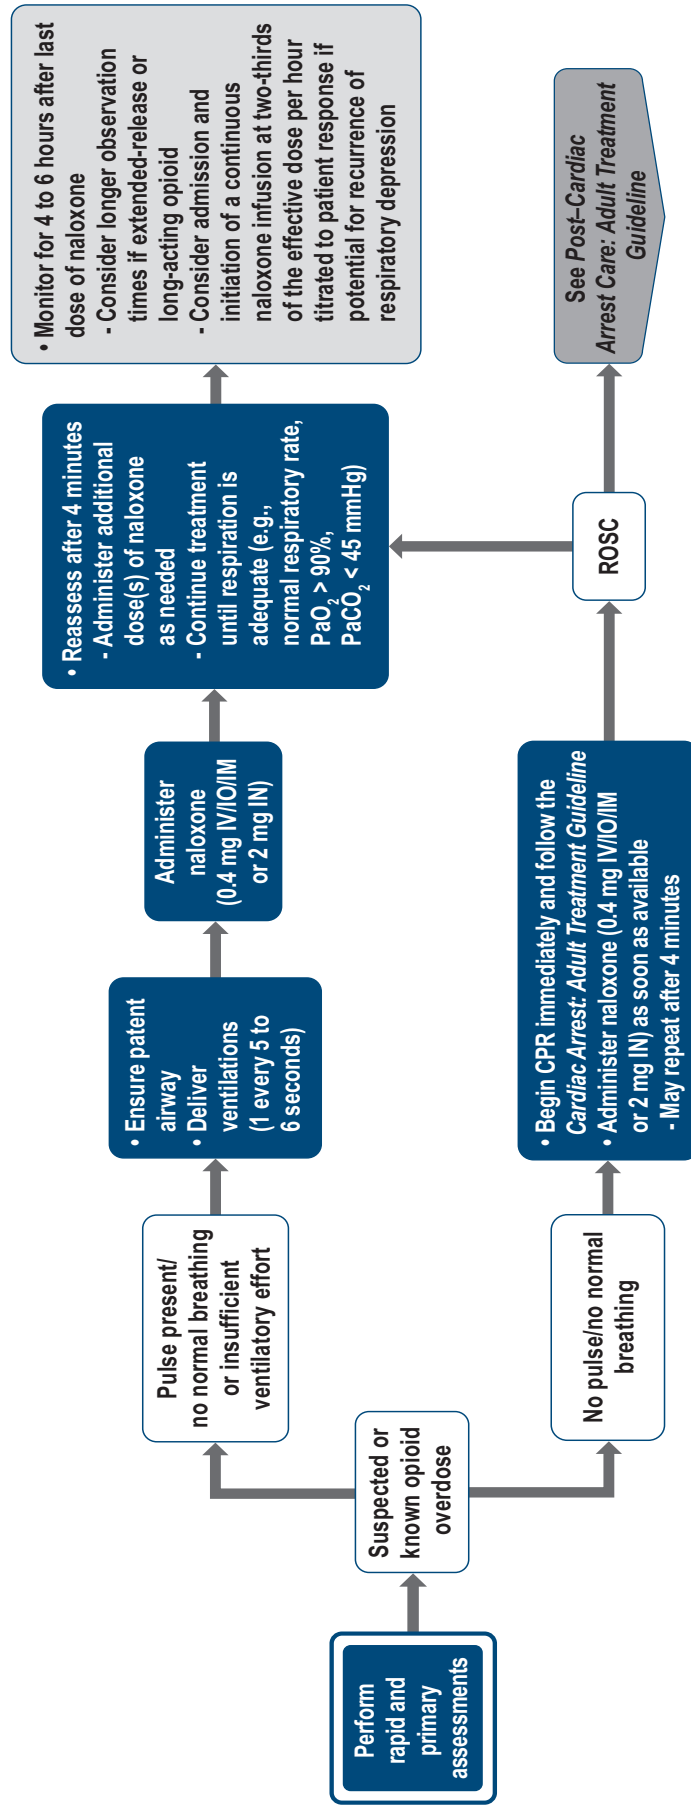 Perform
rapid and
primary
assessments
Suspected or
known opioid
overdose
Pulse present/
no normal breathing
or insufficient
ventilatory effort
• Ensure patent
airway
• Deliver
ventilations
(1 every 5 to
6 seconds)
Administer
naloxone
(0.4 mg IV/IO/IM
or 2 mg IN)
• Reassess after 4 minutes
- Administer additional
dose(s) of naloxone
as needed
- Continue treatment
until respiration is
adequate (e.g.,
normal respiratory rate,
PaO₂ > 90%,
PaCO₂ < 45 mmHg)
• Monitor for 4 to 6 hours after last
dose of naloxone
- Consider longer observation
times if extended-release or
long-acting opioid
- Consider admission and
initiation of a continuous
naloxone infusion at two-thirds
of the effective dose per hour
titrated to patient response if
potential for recurrence of
respiratory depression
No pulse/no normal
breathing
• Begin CPR immediately and follow the
Cardiac Arrest: Adult Treatment Guideline
• Administer naloxone (0.4 mg IV/IO/IM
or 2 mg IN) as soon as available
- May repeat after 4 minutes
ROSC
See Post–Cardiac
Arrest Care: Adult Treatment
Guideline